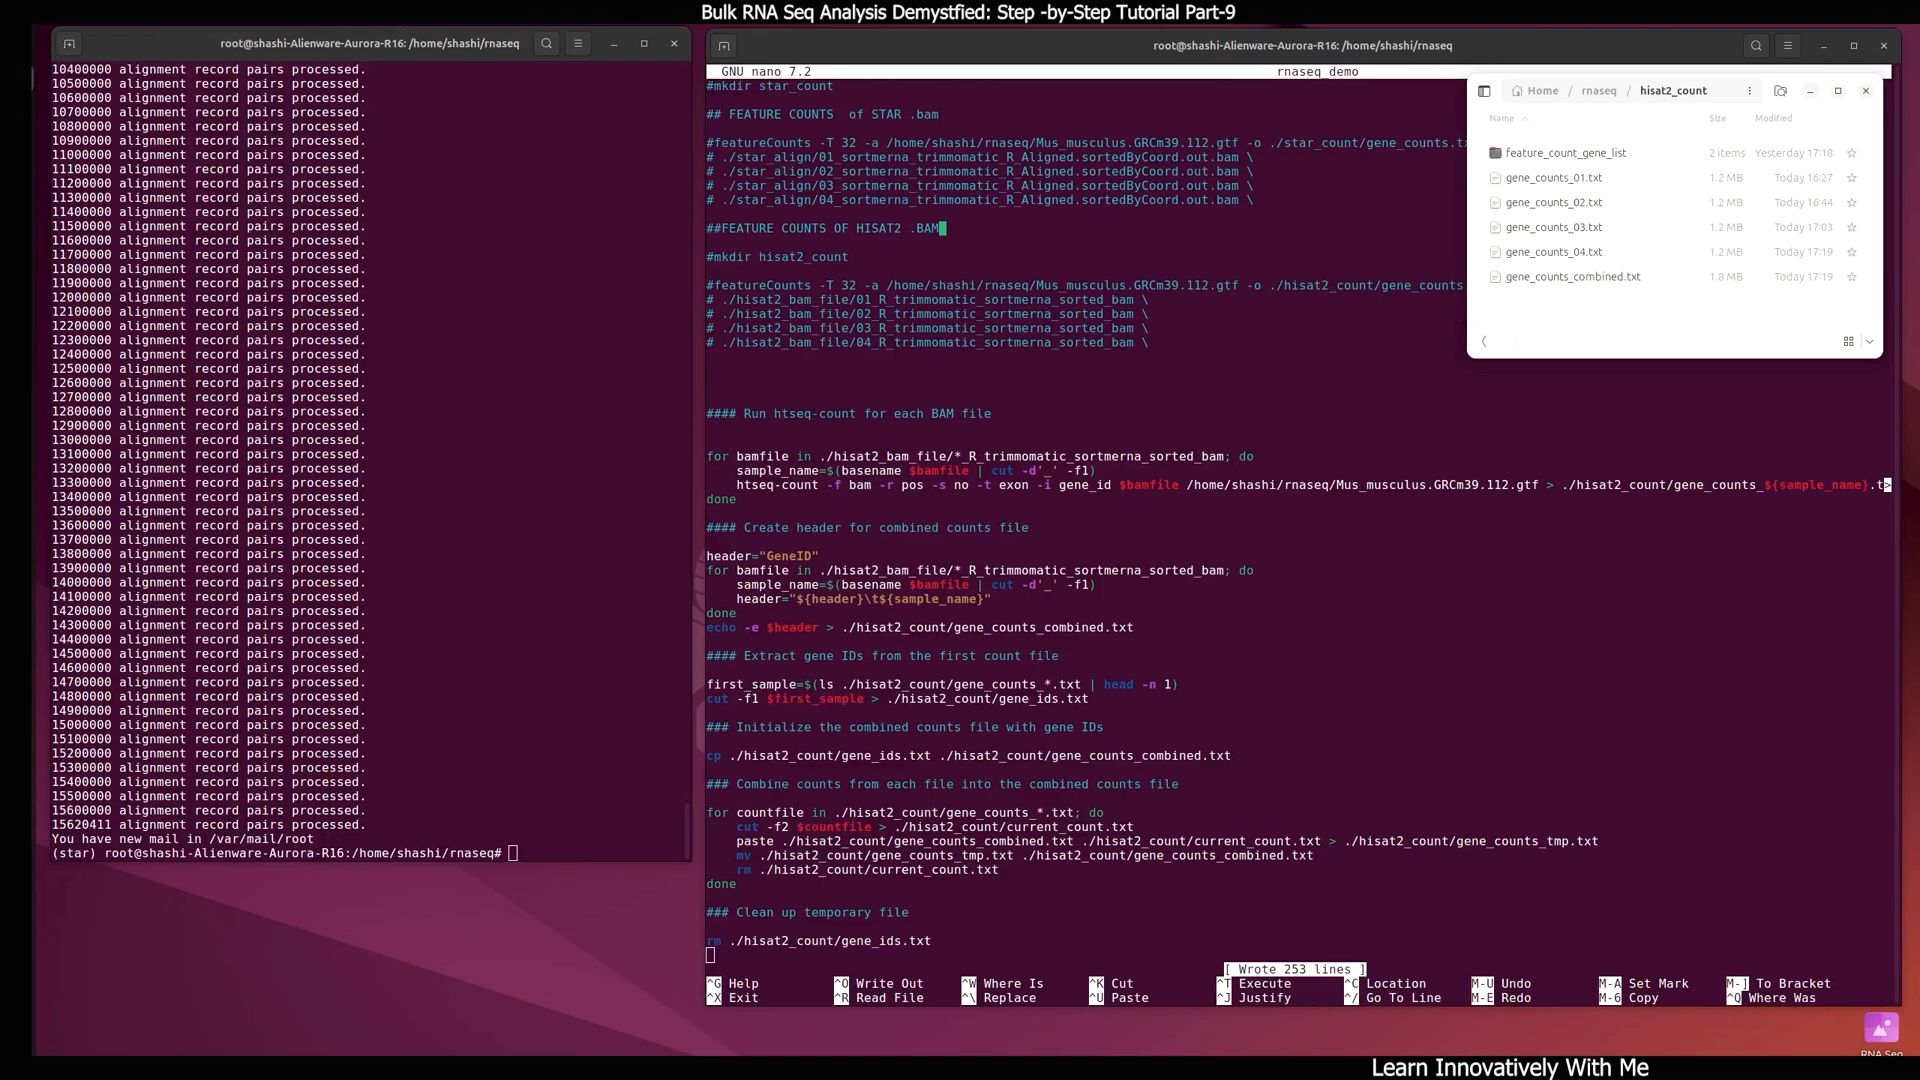 Bulk RNA Seq Analysis Demystfied: Step -by-Step Tutorial Part-9
root@shashi-Alienware-Aurora-R16: /home/shashi/rnaseq
10400000 alignment record pairs processed.
10500000 alignment record pairs processed.
10600000 alignment record pairs processed.
10700000 alignment record pairs processed.
10800000 alignment record pairs processed.
10900000 alignment record pairs processed.
11000000 alignment record pairs processed.
11100000 alignment record pairs processed.
11200000 alignment record pairs processed.
11300000 alignment record pairs processed.
11400000 alignment record pairs processed.
11500000 alignment record pairs processed.
11600000 alignment record pairs processed.
11700000 alignment record pairs processed.
11800000 alignment record pairs processed.
11900000 alignment record pairs processed.
12000000 alignment record pairs processed.
12100000 alignment record pairs processed.
12200000 alignment record pairs processed.
12300000 alignment record pairs processed.
12400000 alignment record pairs processed.
12500000 alignment record pairs processed.
12600000 alignment record pairs processed.
12700000 alignment record pairs processed.
12800000 alignment record pairs processed.
12900000 alignment record pairs processed.
13000000 alignment record pairs processed.
13100000 alignment record pairs processed.
13200000 alignment record pairs processed.
13300000 alignment record pairs processed.
13400000 alignment record pairs processed.
13500000 alignment record pairs processed.
13600000 alignment record pairs processed.
13700000 alignment record pairs processed.
13800000 alignment record pairs processed.
13900000 alignment record pairs processed.
14000000 alignment record pairs processed.
14100000 alignment record pairs processed.
14200000 alignment record pairs processed.
14300000 alignment record pairs processed.
14400000 alignment record pairs processed.
14500000 alignment record pairs processed.
14600000 alignment record pairs processed.
14700000 alignment record pairs processed.
14800000 alignment record pairs processed.
14900000 alignment record pairs processed.
15000000 alignment record pairs processed.
15100000 alignment record pairs processed.
15200000 alignment record pairs processed.
15300000 alignment record pairs processed.
15400000 alignment record pairs processed.
15500000 alignment record pairs processed.
15600000 alignment record pairs processed.
15620411 alignment record pairs processed.
You have new mail in /var/mail/root
(star) root@shashi-Alienware-Aurora-R16:/home/shashi/rnaseq#
root@shashi-Alienware-Aurora-R16: /home/shashi/rnaseq
GNU nano 7.2 rnaseq_demo
#mkdir star_count
## FEATURE COUNTS of STAR .bam
#featureCounts -T 32 -a /home/shashi/rnaseq/Mus_musculus.GRCm39.112.gtf -o ./star_count/gene_counts.tx
# ./star_align/01_sortmerna_trimmomatic_R_Aligned.sortedByCoord.out.bam \
# ./star_align/02_sortmerna_trimmomatic_R_Aligned.sortedByCoord.out.bam \
# ./star_align/03_sortmerna_trimmomatic_R_Aligned.sortedByCoord.out.bam \
# ./star_align/04_sortmerna_trimmomatic_R_Aligned.sortedByCoord.out.bam \
##FEATURE COUNTS OF HISAT2 .BAM
#mkdir hisat2_count
#featureCounts -T 32 -a /home/shashi/rnaseq/Mus_musculus.GRCm39.112.gtf -o ./hisat2_count/gene_counts
# ./hisat2_bam_file/01_R_trimmomatic_sortmerna_sorted_bam \
# ./hisat2_bam_file/02_R_trimmomatic_sortmerna_sorted_bam \
# ./hisat2_bam_file/03_R_trimmomatic_sortmerna_sorted_bam \
# ./hisat2_bam_file/04_R_trimmomatic_sortmerna_sorted_bam \
#### Run htseq-count for each BAM file
for bamfile in ./hisat2_bam_file/*_R_trimmomatic_sortmerna_sorted_bam; do
sample_name=$(basename $bamfile | cut -d'_' -f1)
htseq-count -f bam -r pos -s no -t exon -i gene_id $bamfile /home/shashi/rnaseq/Mus_musculus.GRCm39.112.gtf > ./hisat2_count/gene_counts_${sample_name}.t>
done
#### Create header for combined counts file
header="GeneID"
for bamfile in ./hisat2_bam_file/*_R_trimmomatic_sortmerna_sorted_bam; do
sample_name=$(basename $bamfile | cut -d'_' -f1)
header="${header}\t${sample_name}"
done
echo -e $header > ./hisat2_count/gene_counts_combined.txt
#### Extract gene IDs from the first count file
first_sample=$(ls ./hisat2_count/gene_counts_*.txt | head -n 1)
cut -f1 $first_sample > ./hisat2_count/gene_ids.txt
### Initialize the combined counts file with gene IDs
cp ./hisat2_count/gene_ids.txt ./hisat2_count/gene_counts_combined.txt
### Combine counts from each file into the combined counts file
for countfile in ./hisat2_count/gene_counts_*.txt; do
cut -f2 $countfile > ./hisat2_count/current_count.txt
paste ./hisat2_count/gene_counts_combined.txt ./hisat2_count/current_count.txt > ./hisat2_count/gene_counts_tmp.txt
mv ./hisat2_count/gene_counts_tmp.txt ./hisat2_count/gene_counts_combined.txt
rm ./hisat2_count/current_count.txt
done
### Clean up temporary file
rm ./hisat2_count/gene_ids.txt
[ Wrote 253 lines ]
^G Help ^O Write Out ^W Where Is ^K Cut ^T Execute ^C Location M-U Undo M-A Set Mark M-] To Bracket
^X Exit ^R Read File ^\ Replace ^U Paste ^J Justify ^/ Go To Line M-E Redo M-6 Copy ^Q Where Was
Home / rnaseq / hisat2_count
Name Size Modified
feature_count_gene_list 2 items Yesterday 17:18
gene_counts_01.txt 1.2 MB Today 16:27
gene_counts_02.txt 1.2 MB Today 16:44
gene_counts_03.txt 1.2 MB Today 17:03
gene_counts_04.txt 1.2 MB Today 17:19
gene_counts_combined.txt 1.8 MB Today 17:19
RNA Seq
Learn Innovatively With Me